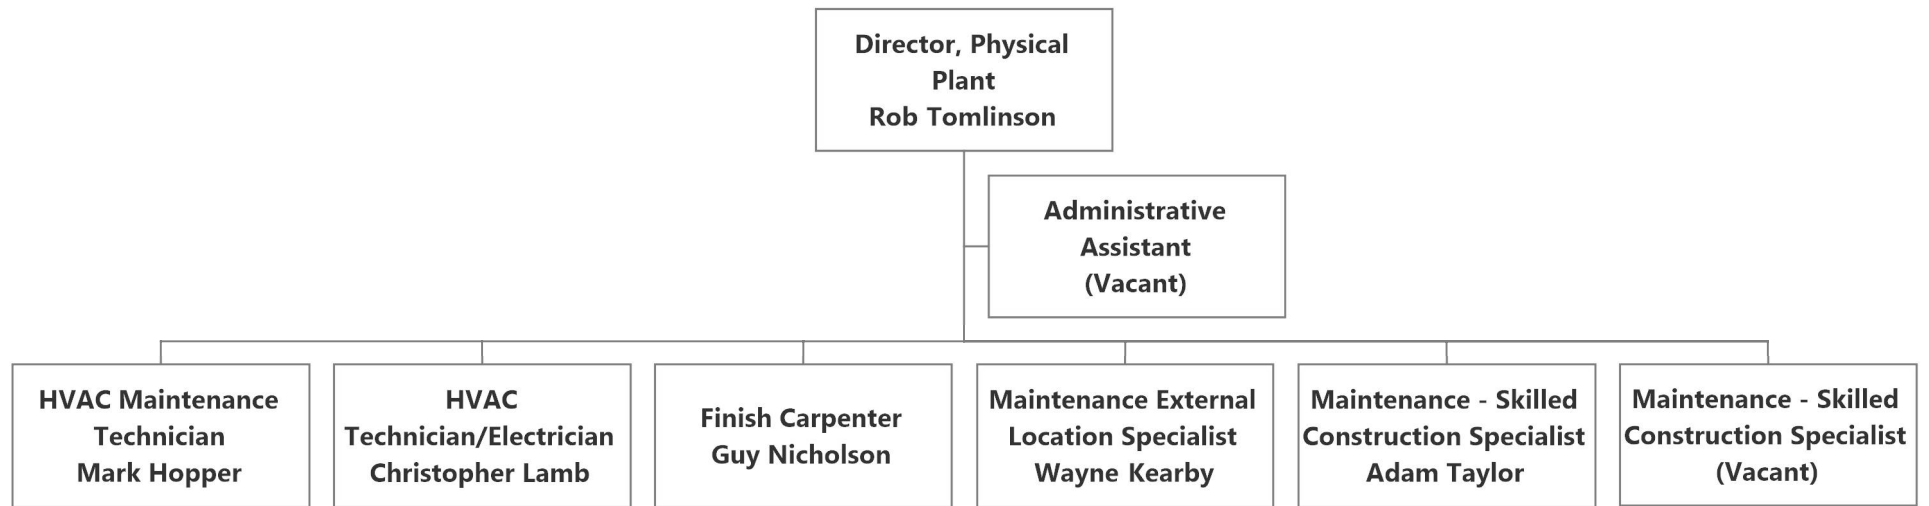 Director, Physical
Plant
Rob Tomlinson
Administrative
Assistant
(Vacant)
HVAC Maintenance
Technician
Mark Hopper
HVAC
Technician/Electrician
Christopher Lamb
Finish Carpenter
Guy Nicholson
Maintenance External
Location Specialist
Wayne Kearby
Maintenance - Skilled
Construction Specialist
Adam Taylor
Maintenance - Skilled
Construction Specialist
(Vacant)